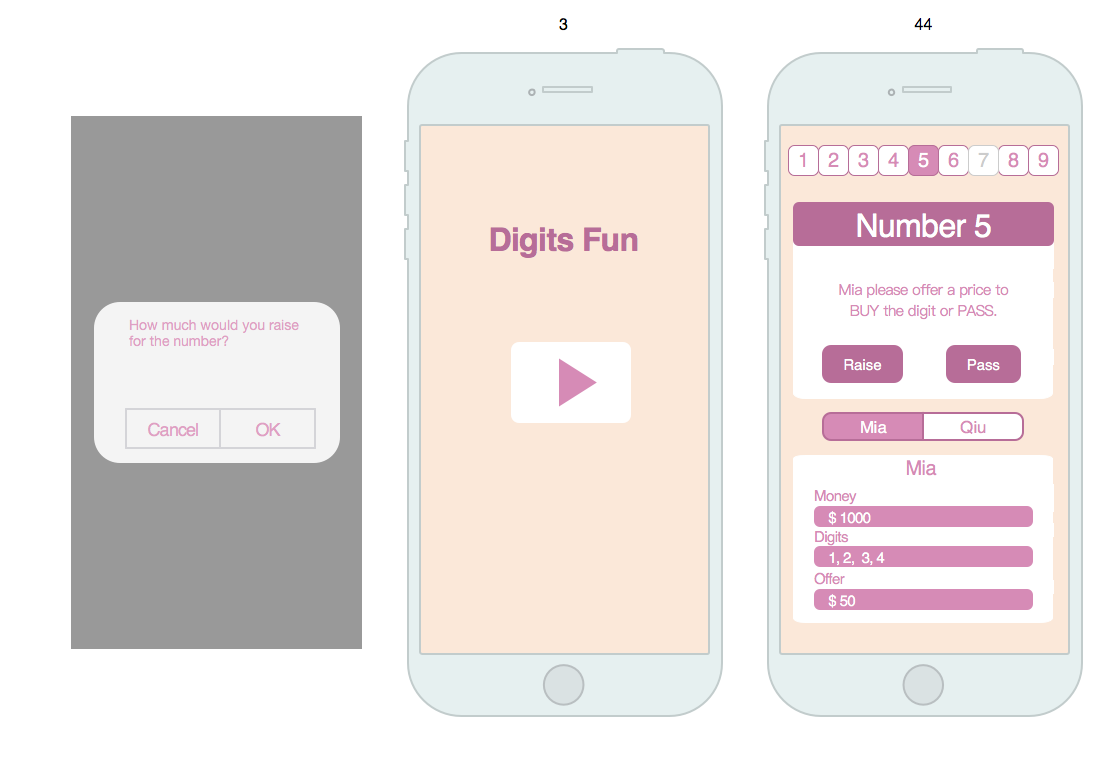 How much would you raise
for the number?
Cancel OK
3
Digits Fun
44
1 2 3 4 5 6 7 8 9
Number 5
Mia please offer a price to
BUY the digit or PASS.
Raise Pass
Mia Qiu
Mia
Money
$ 1000
Digits
1, 2, 3, 4
Offer
$ 50